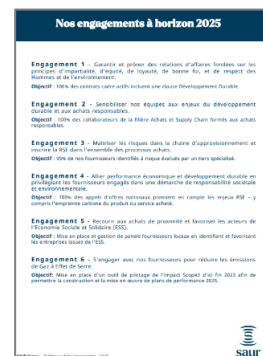 Nos engagements à horizon 2025
Engagement 1 - Garantir et prôner des relations d'affaires fondées sur les
principes d'impartialité, d'équité, de loyauté, de bonne foi, et de respect des
Hommes et de l'environnement.
Objectif : 100% des contrats cadre actifs incluent une clause Développement Durable.
Engagement 2 - Sensibiliser nos équipes aux enjeux du développement
durable et aux achats responsables.
Objectif : 100% des collaborateurs de la filière Achats et Supply Chain formés aux achats
responsables.
Engagement 3 - Maîtriser les risques dans la chaîne d'approvisionnement et
inscrire la RSE dans l'ensemble des processus achats.
Objectif : 95% de nos fournisseurs identifiés à risque évalués par un tiers spécialisé.
Engagement 4 - Allier performance économique et développement durable en
privilégiant les fournisseurs engagés dans une démarche de responsabilité sociétale
et environnementale.
Objectif : 100% des appels d'offres nationaux prennent en compte les enjeux RSE - y
compris l'empreinte carbone du produit ou service acheté.
Engagement 5 - Recourir aux achats de proximité et favoriser les acteurs de
l'Economie Sociale et Solidaire (ESS).
Objectif : Mise en place et gestion de panels fournisseurs locaux en identifiant et favorisant
les entreprises issues de l'ESS.
Engagement 6 - S'engager avec nos fournisseurs pour réduire les émissions
de Gaz à Effet de Serre.
Objectif: Mise en place d'un outil de pilotage de l'impact Scope3 d'ici fin 2023 afin de
permettre la construction et la mise en œuvre de plans de performance 2025.
saur